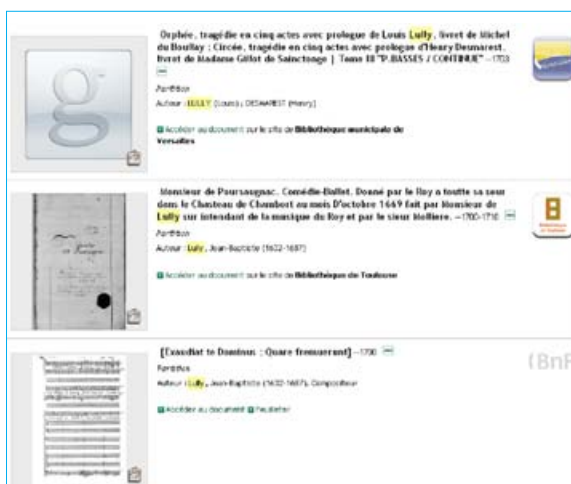 Orphée, tragédie en cinq actes avec prologue de Louis Lully, livret de Michel
du Boullay ; Circée, tragédie en cinq actes avec prologue d'Henry Desmarest,
livret de Madame Gillot de Sainctonge | Tome III "P.BASSES / CONTINUE" –1703
Partition
Auteur : LULLY (Louis) ; DESMAREST (Henry)
Accéder au document sur le site de Bibliothèque municipale de
Versailles
g
Monsieur de Poursaugnac. Comédie-Ballet. Donné par le Roy a toutte sa cour
dans le Chasteau de Chambort au mois D'octobre 1669 fait par Monsieur de
Lully sur intendant de la musique du Roy et par le sieur Molliere. –1700-1710
Partition
Auteur : Lully, Jean-Baptiste (1632-1687)
Accéder au document sur le site de Bibliothèque de Toulouse
[Exaudiat te Dominus ; Quare fremuerunt] –1700
Partition
Auteur : Lully, Jean-Baptiste (1632-1687). Compositeur
Accéder au document Feuilleter
(BnF